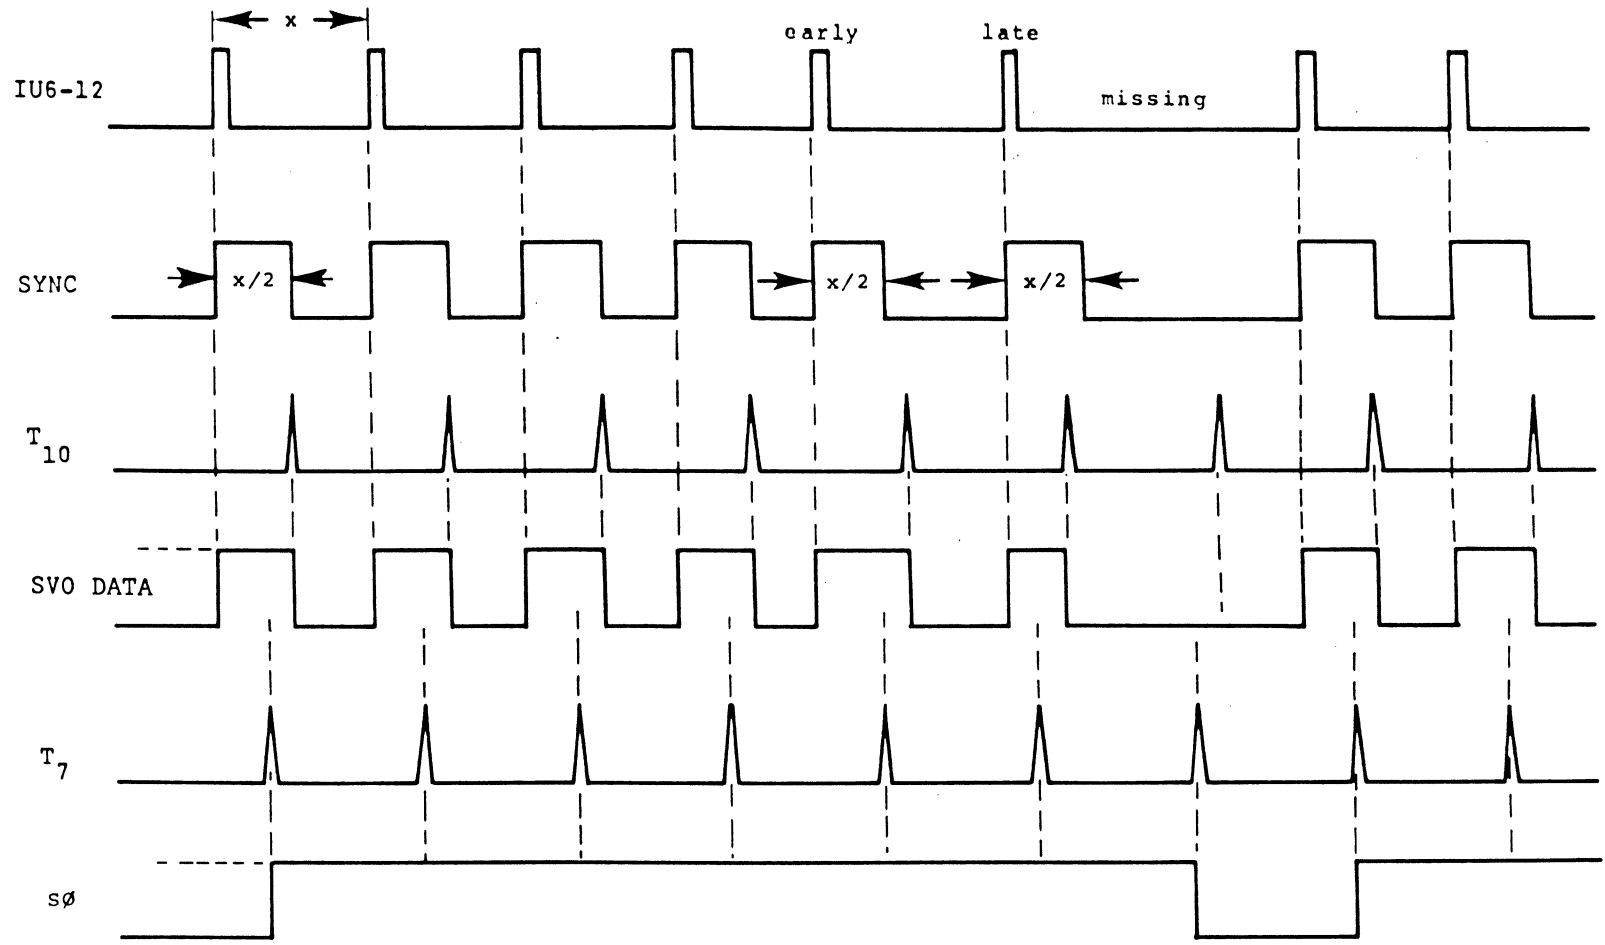 x
early late
IU6-12
missing
SYNC
x/2 x/2 x/2
T10
SVO DATA
T7
sø